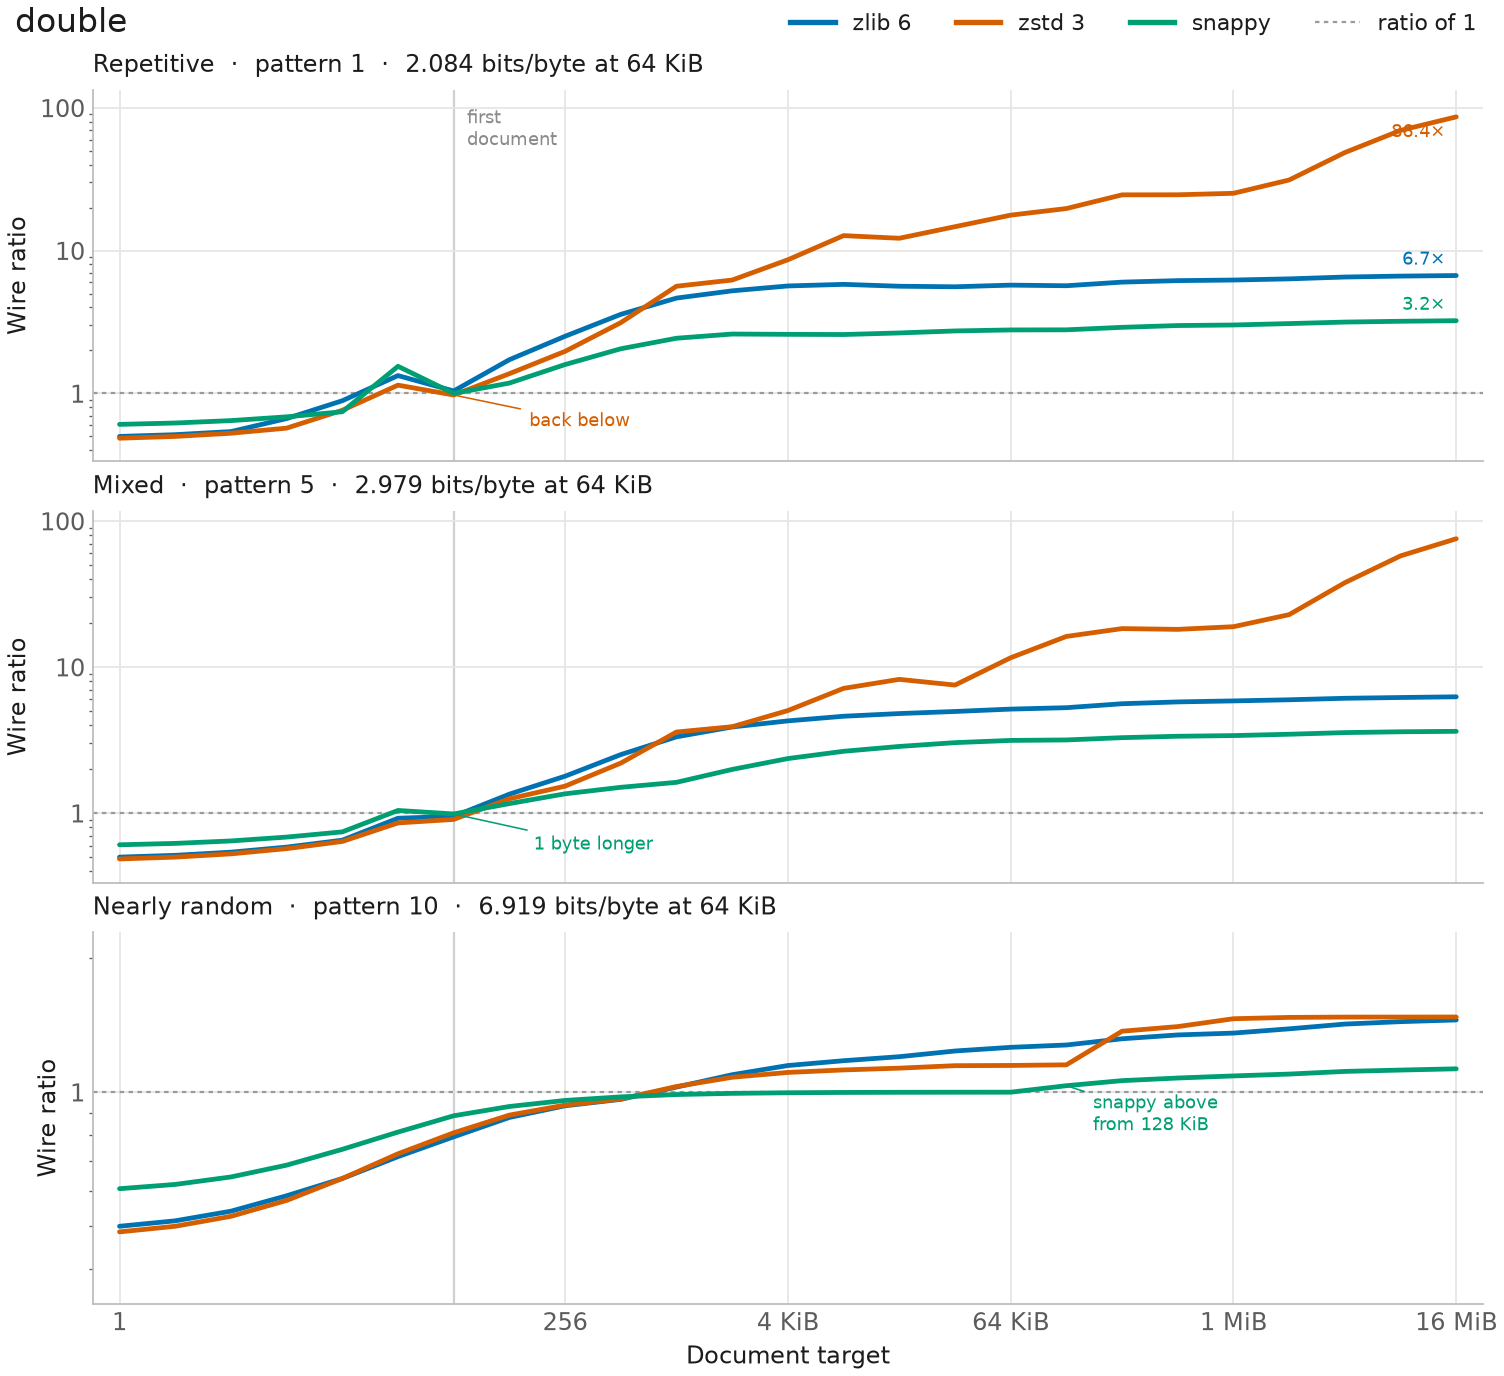 double
zlib 6
zstd 3
snappy
ratio of 1
Repetitive · pattern 1 · 2.084 bits/byte at 64 KiB
100
10
1
Wire ratio
first
document
86.4×
6.7×
3.2×
back below
Mixed · pattern 5 · 2.979 bits/byte at 64 KiB
100
10
1
Wire ratio
1 byte longer
Nearly random · pattern 10 · 6.919 bits/byte at 64 KiB
1
Wire ratio
snappy above
from 128 KiB
1
256
4 KiB
64 KiB
1 MiB
16 MiB
Document target